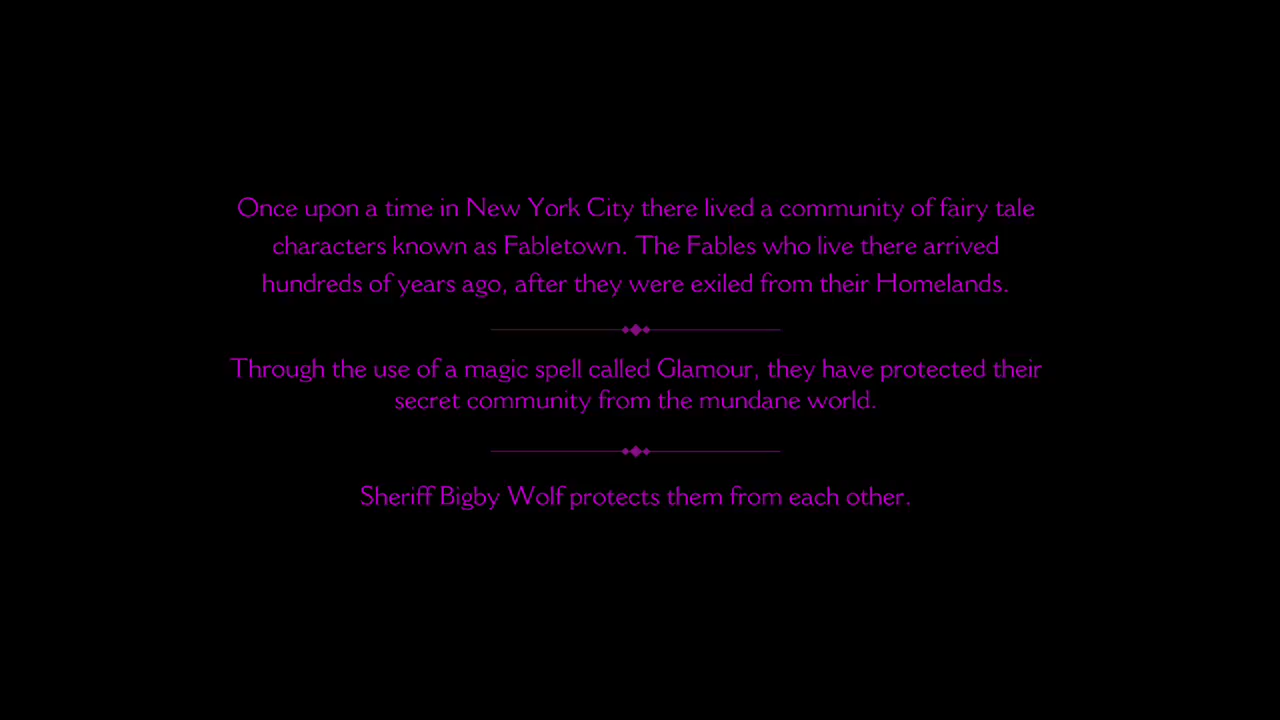 Once upon a time in New York City there lived a community of fairy tale
characters known as Fabletown. The Fables who live there arrived
hundreds of years ago, after they were exiled from their Homelands.
Through the use of a magic spell called Glamour, they have protected their
secret community from the mundane world.
Sheriff Bigby Wolf protects them from each other.